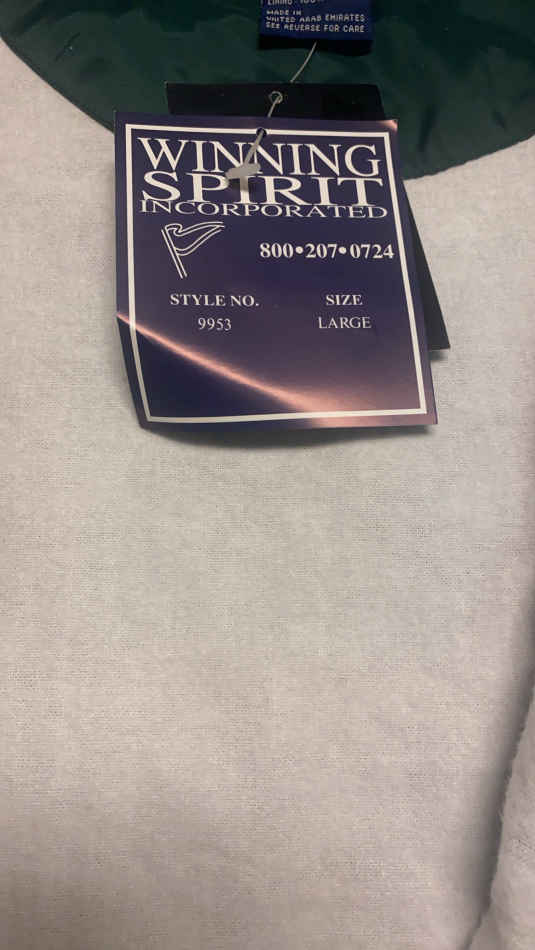 MADE IN
UNITED ARAB EMIRATES
SEE REVERSE FOR CARE
WINNING
SPIRIT
INCORPORATED
800•207•0724
STYLE NO. SIZE
9953 LARGE